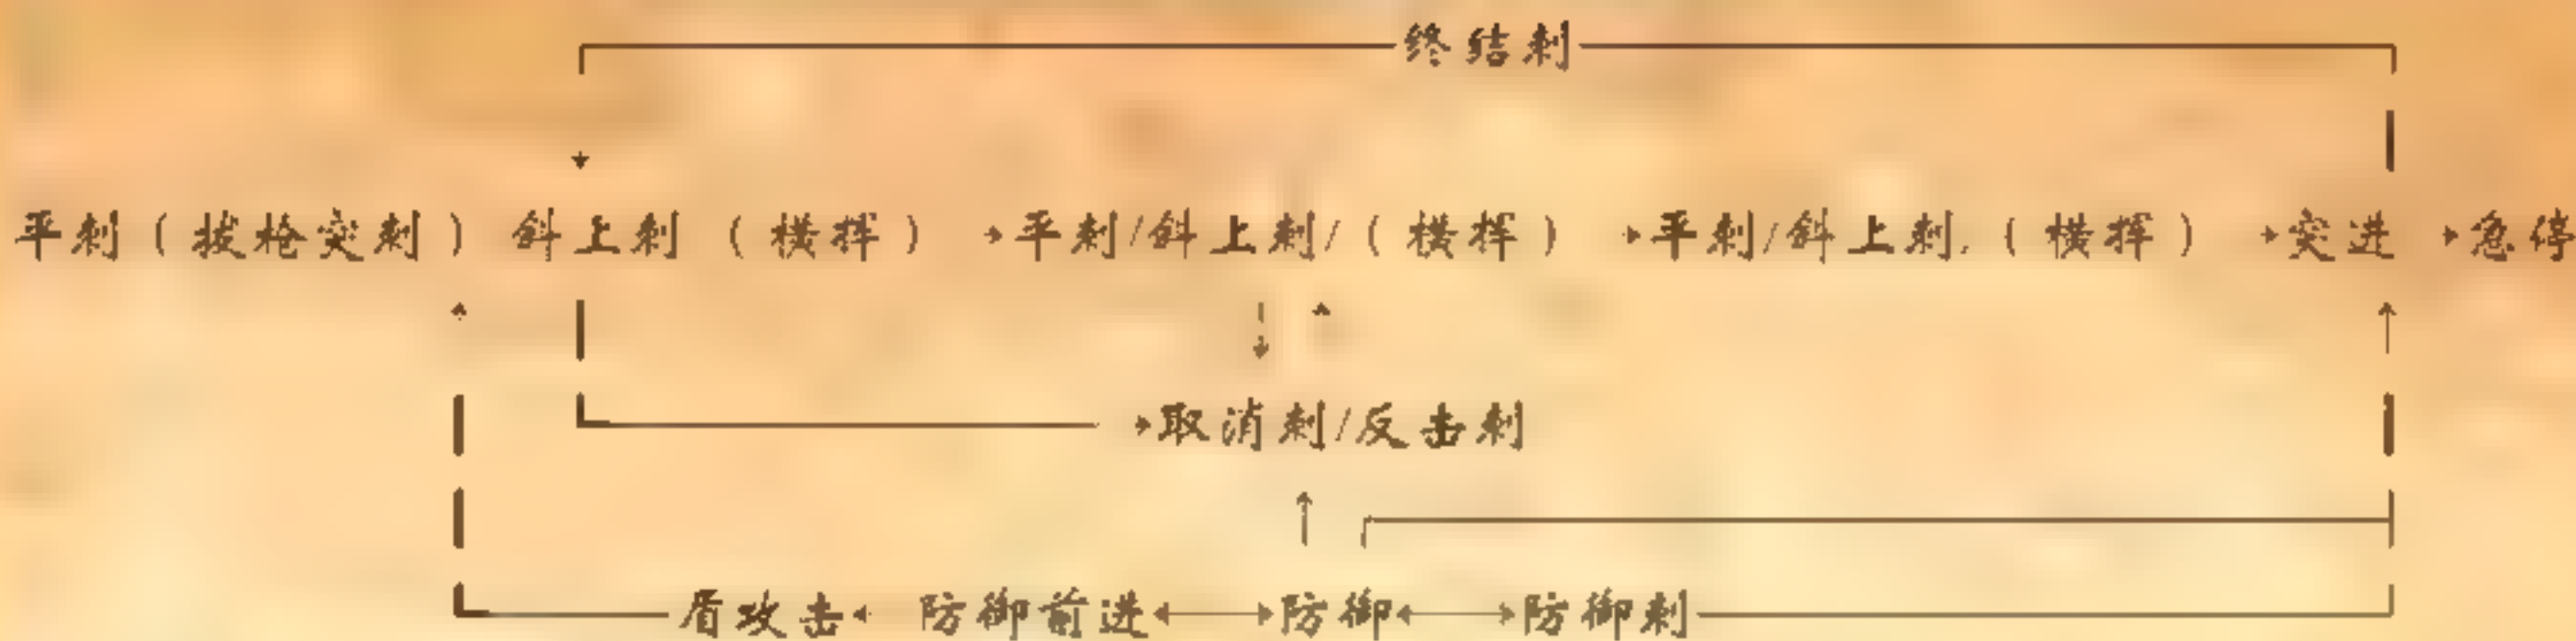 终结刺
平刺（拔枪突刺） 斜上刺 （横挥） →平刺/斜上刺/（横挥） →平刺/斜上刺.（横挥） →突进 →急停
→取消刺/反击刺
盾攻击← 防御前进←→防御←→防御刺